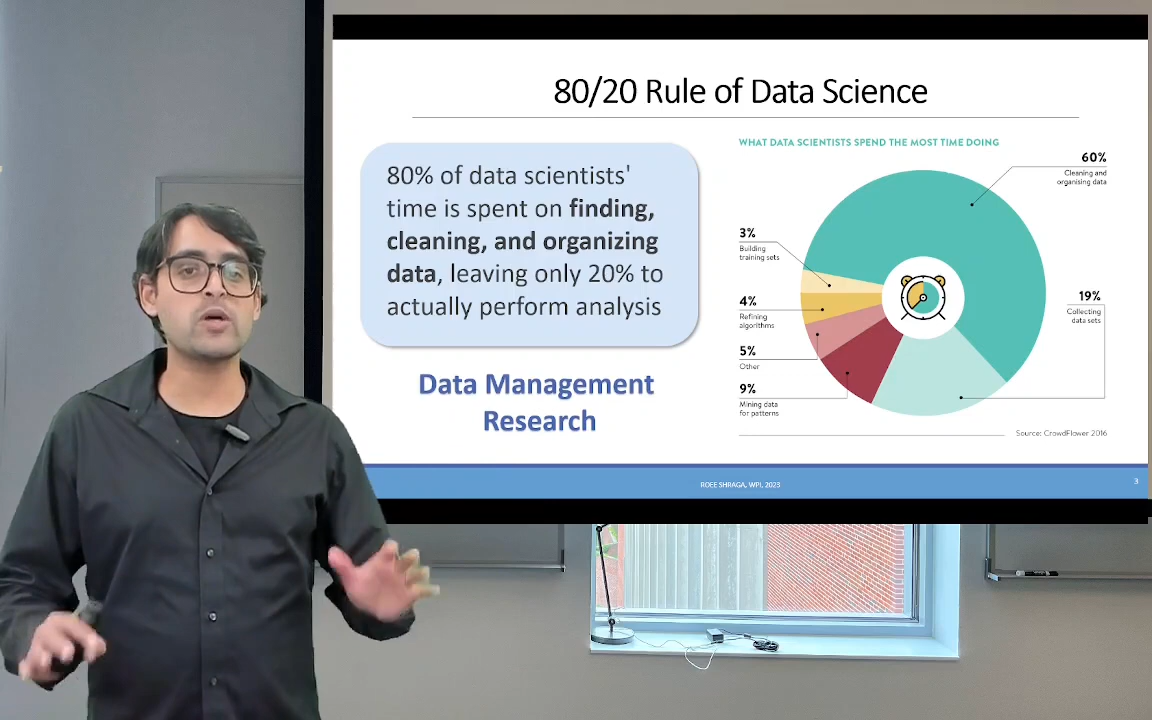 80/20 Rule of Data Science
80% of data scientists'
time is spent on finding,
cleaning, and organizing
data, leaving only 20% to
actually perform analysis
Data Management
Research
WHAT DATA SCIENTISTS SPEND THE MOST TIME DOING
60%
Cleaning and
organising data
3%
Building
training sets
4%
Refining
algorithms
5%
Other
9%
Mining data
for patterns
19%
Collecting
data sets
Source: CrowdFlower 2016
ROEE SHRAGA, WPI, 2023
3